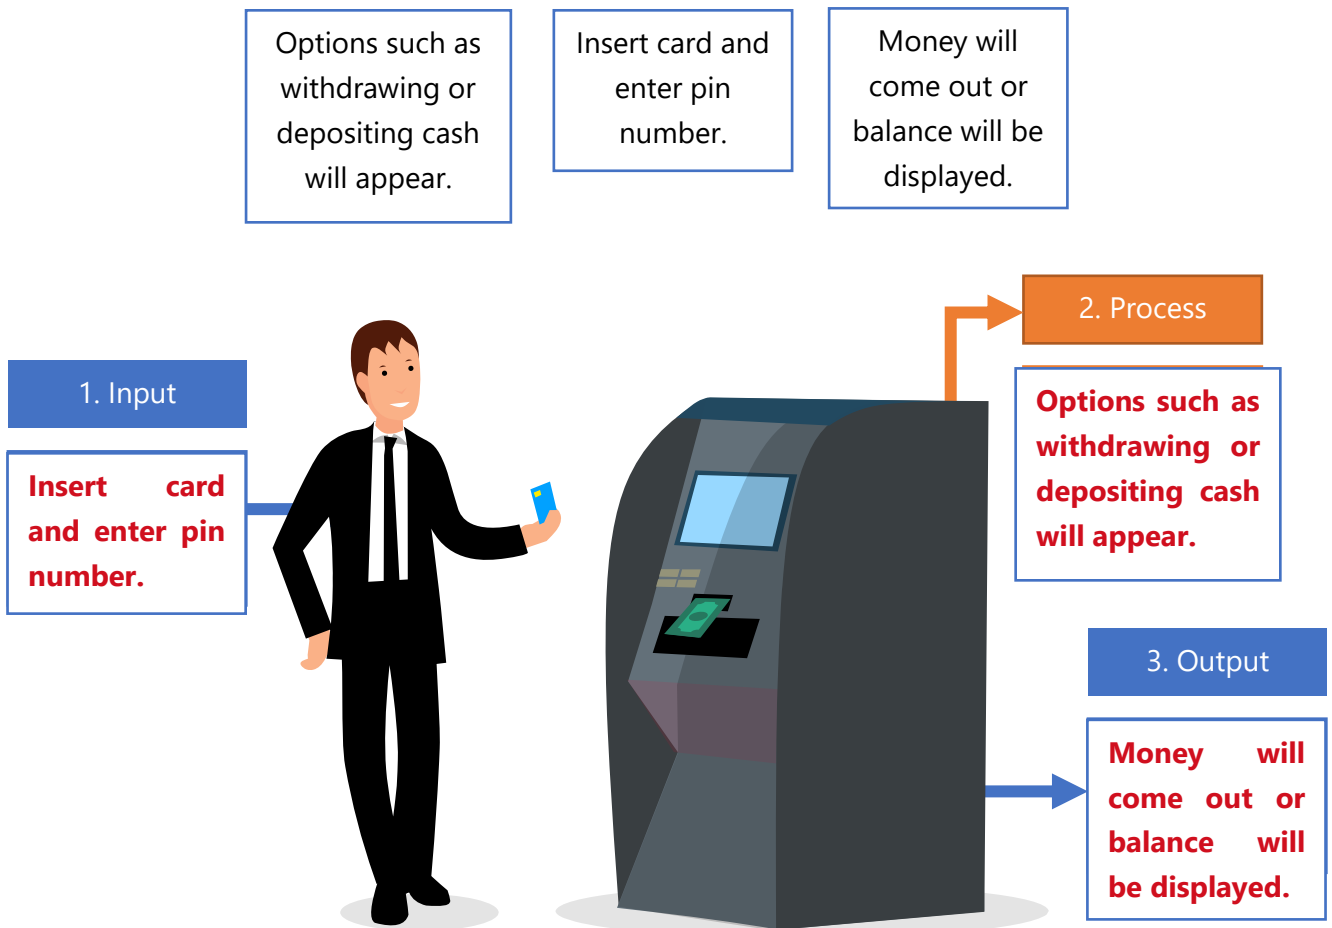 Options such as
withdrawing or
depositing cash
will appear.
Insert card and
enter pin
number.
Money will
come out or
balance will be
displayed.
1. Input
Insert card
and enter pin
number.
2. Process
Options such as
withdrawing or
depositing cash
will appear.
3. Output
Money will
come out or
balance will
be displayed.